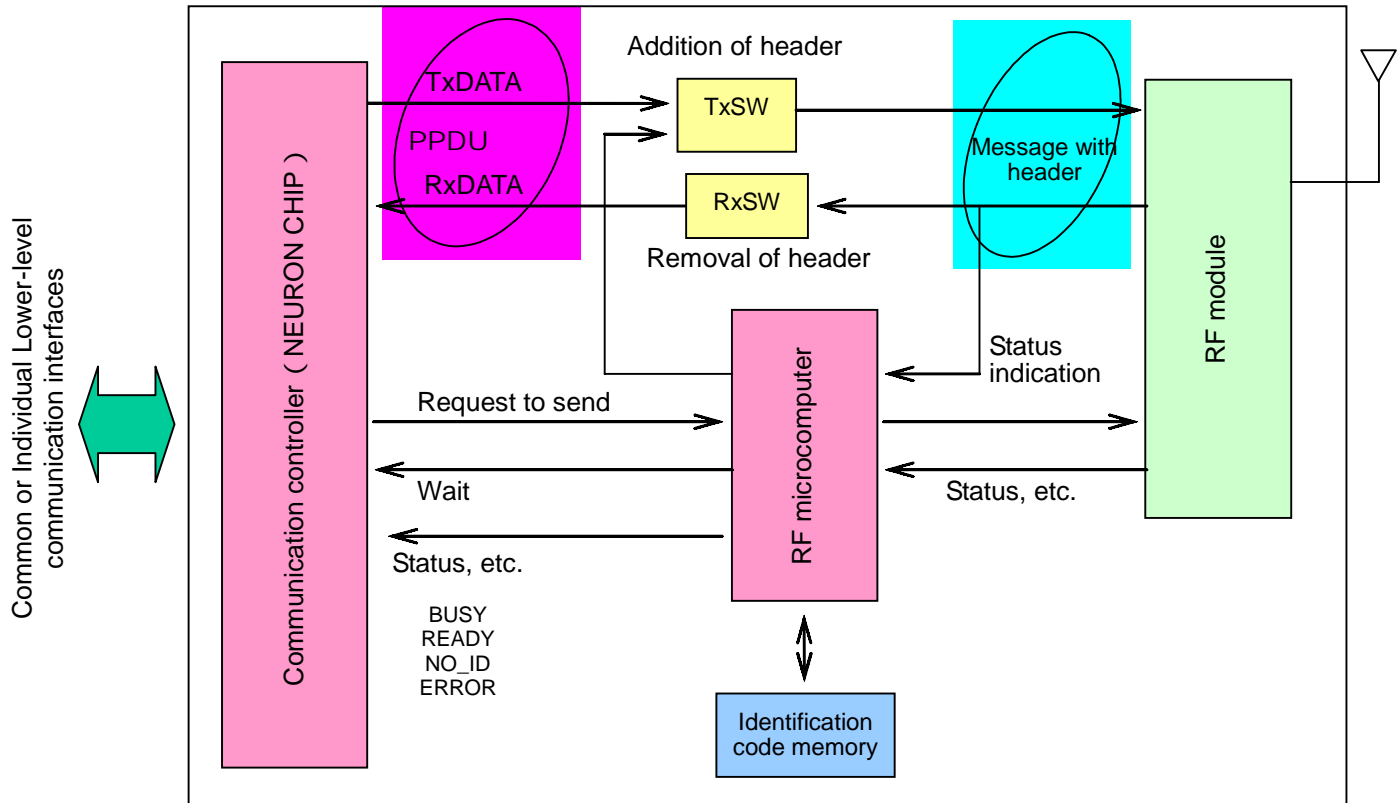 Common or Individual Lower-level
communication interfaces
Communication controller ( NEURON CHIP )
TxDATA
PPDU
RxDATA
Addition of header
TxSW
RxSW
Removal of header
Message with
header
RF module
Status
indication
Request to send
Wait
Status, etc.
BUSY
READY
NO_ID
ERROR
RF microcomputer
Status, etc.
Identification
code memory